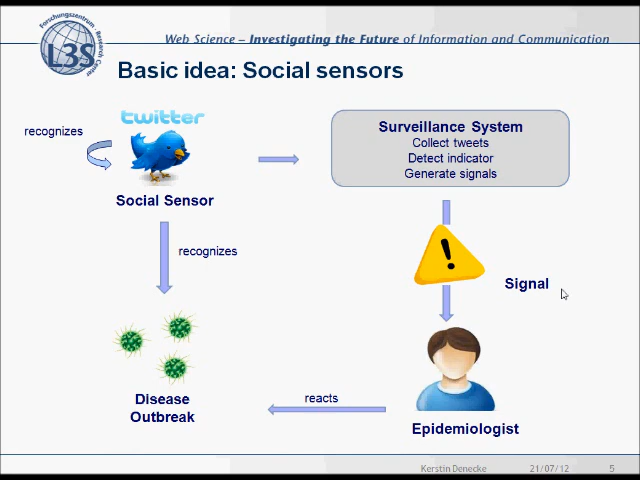 Forschungszentrum - Research Center
L3S
Web Science – Investigating the Future of Information and Communication
Basic idea: Social sensors
twitter
recognizes
Social Sensor
Surveillance System
Collect tweets
Detect indicator
Generate signals
recognizes
!
Signal
Disease
Outbreak
reacts
Epidemiologist
Kerstin Denecke
21/07/12
5